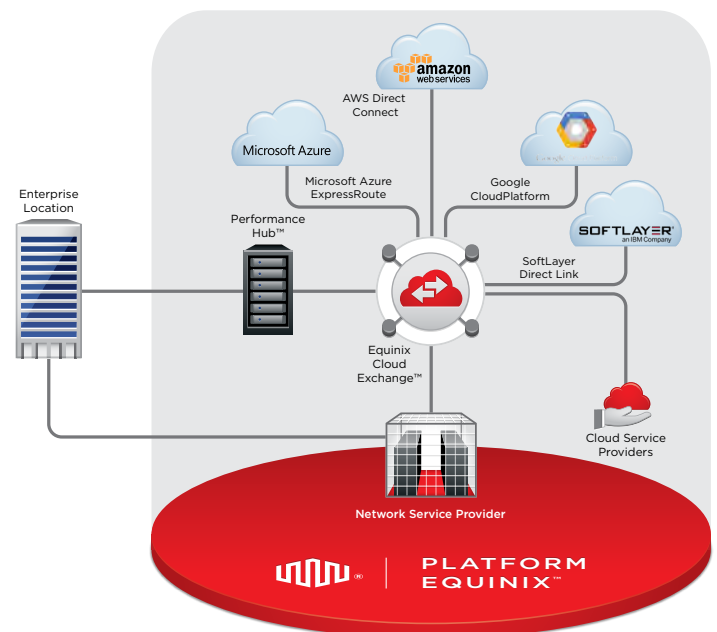 amazon
web services
AWS Direct
Connect
Microsoft Azure
Microsoft Azure
ExpressRoute
Google
CloudPlatform
SOFTLAYER®
an IBM Company
SoftLayer
Direct Link
Enterprise
Location
Performance
Hub™
Equinix
Cloud
Exchange™
Cloud Service
Providers
Network Service Provider
®
PLATFORM
EQUINIX™